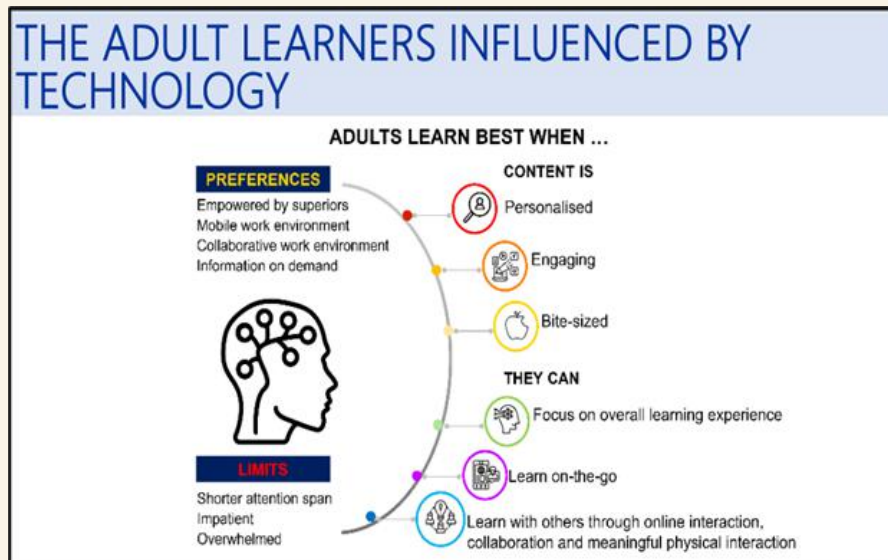 THE ADULT LEARNERS INFLUENCED BY
TECHNOLOGY
ADULTS LEARN BEST WHEN ...
PREFERENCES
Empowered by superiors
Mobile work environment
Collaborative work environment
Information on demand
LIMITS
Shorter attention span
Impatient
Overwhelmed
CONTENT IS
Personalised
Engaging
Bite-sized
THEY CAN
Focus on overall learning experience
Learn on-the-go
Learn with others through online interaction,
collaboration and meaningful physical interaction